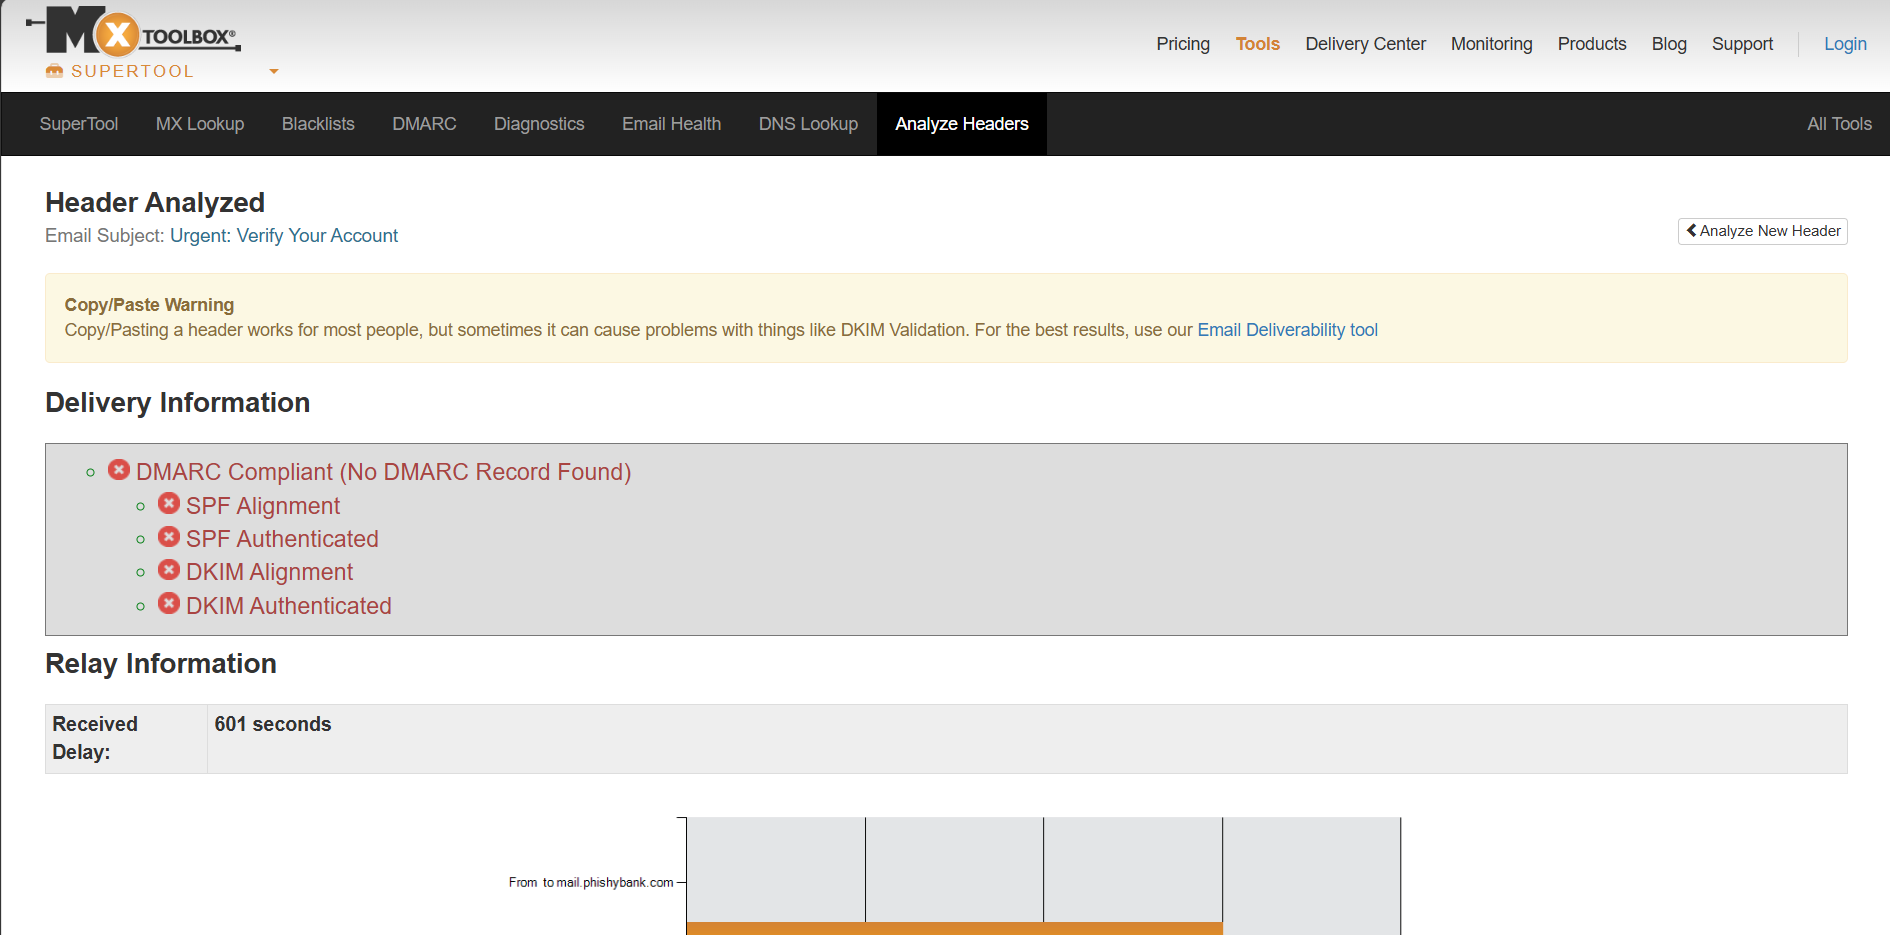 MX TOOLBOX®
SUPERTOOL
Pricing Tools Delivery Center Monitoring Products Blog Support Login
SuperTool MX Lookup Blacklists DMARC Diagnostics Email Health DNS Lookup Analyze Headers All Tools
Header Analyzed
Email Subject: Urgent: Verify Your Account
Analyze New Header
Copy/Paste Warning
Copy/Pasting a header works for most people, but sometimes it can cause problems with things like DKIM Validation. For the best results, use our Email Deliverability tool
Delivery Information
DMARC Compliant (No DMARC Record Found)
SPF Alignment
SPF Authenticated
DKIM Alignment
DKIM Authenticated
Relay Information
Received 601 seconds
Delay:
From to mail.phishybank.com